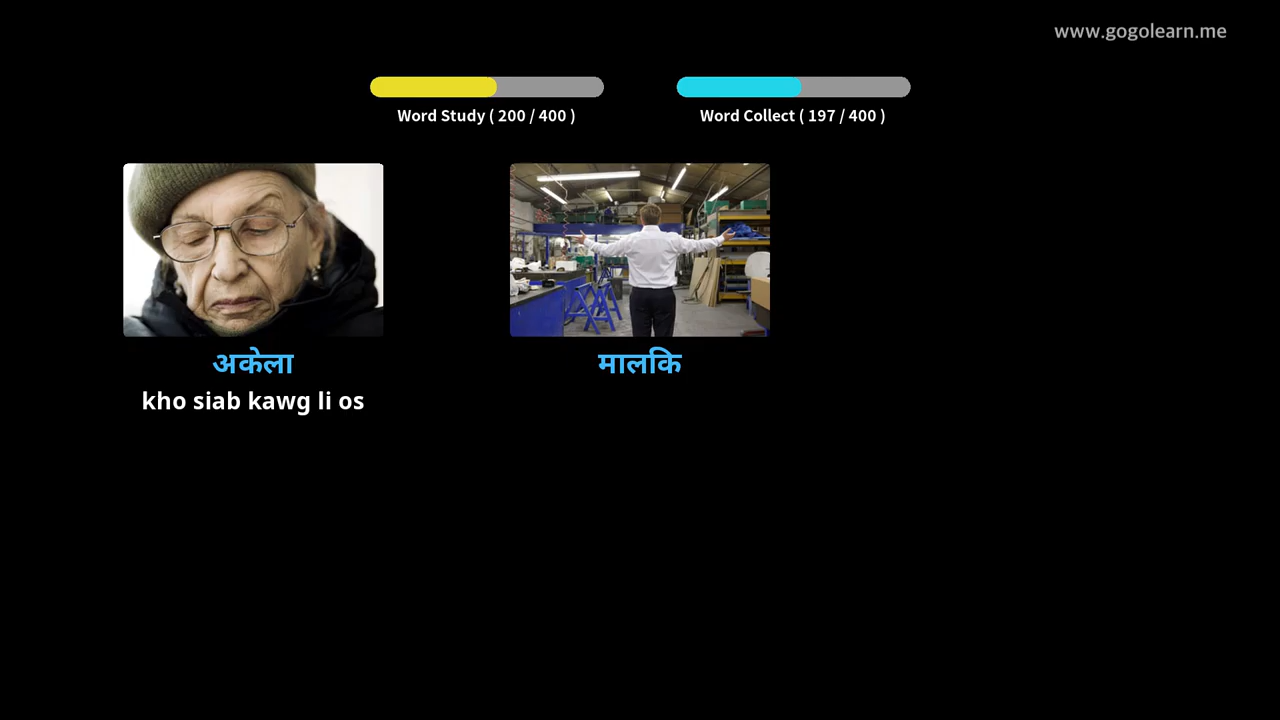 www.gogolearn.me
Word Study ( 200 / 400 )
Word Collect ( 197 / 400 )
अकेला
मालकि
kho siab kawg li os